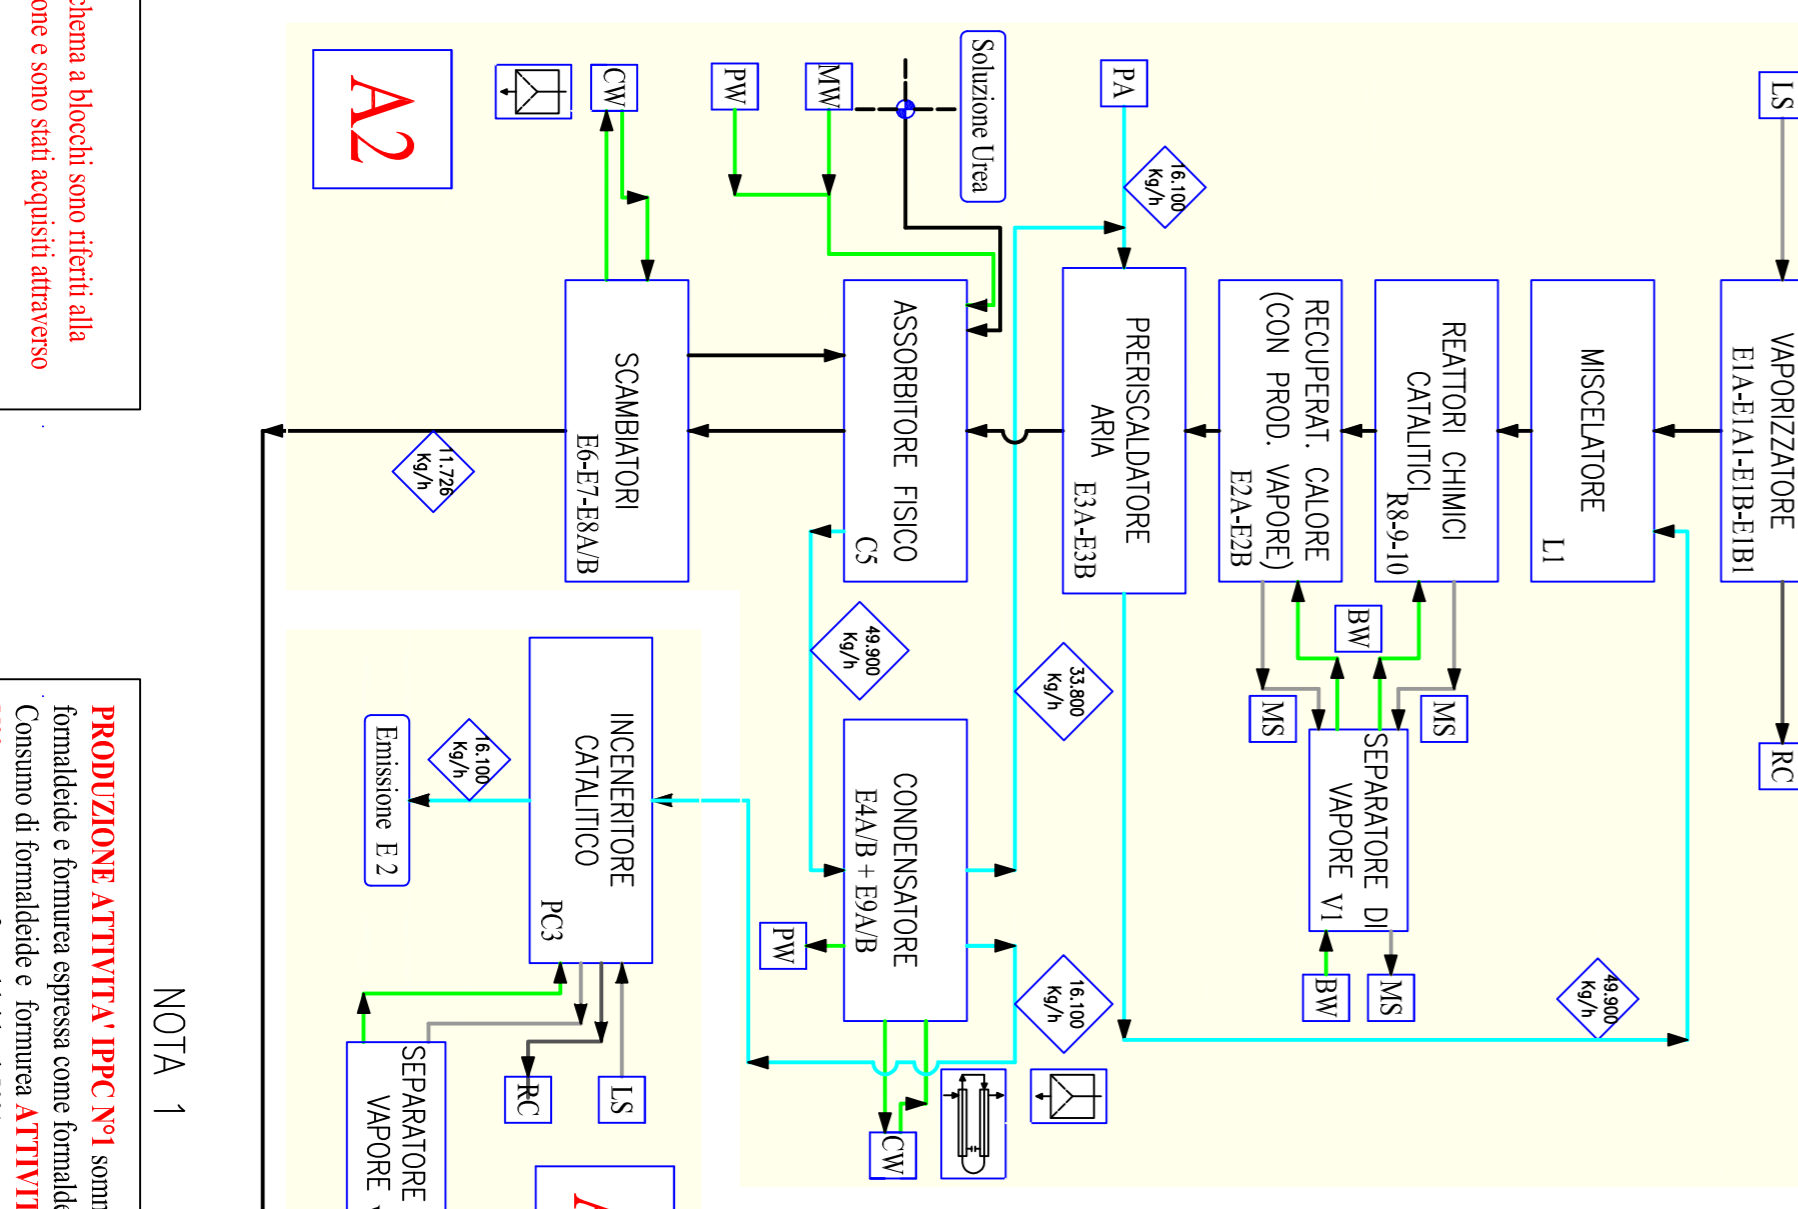 LS
VAPORIZZATORE
E1A-E1A1-E1B-E1B1
RC
MISCELATORE
L1
49.900
Kg/h
REATTORI CHIMICI
CATALITICI
R8-9-10
BW
MS
MS
SEPARATORE DI
VAPORE V1
MS
BW
RECUPERAT. CALORE
(CON PROD. VAPORE)
E2A-E2B
PA
16.100
Kg/h
PRERISCALDATORE
ARIA
E3A-E3B
33.800
Kg/h
16.100
Kg/h
Soluzione Urea
MW
PW
ASSORBITORE FISICO
C5
49.900
Kg/h
CONDENSATORE
E4A/B + E9A/B
PW
CW
CW
SCAMBIATORI
E6-E7-E8A/B
11.726
Kg/h
A2
INCENERITORE
CATALITICO
PC3
16.100
Kg/h
Emissione E 2
LS
RC
SEPARATORE
VAPORE
chema a blocchi sono riferiti alla
one e sono stati acquisiti attraverso
NOTA 1
PRODUZIONE ATTIVITA' IPPC N°1 somm
formaldeide e formurea espressa come formalde
Consumo di formaldeide e formurea ATTIVIT